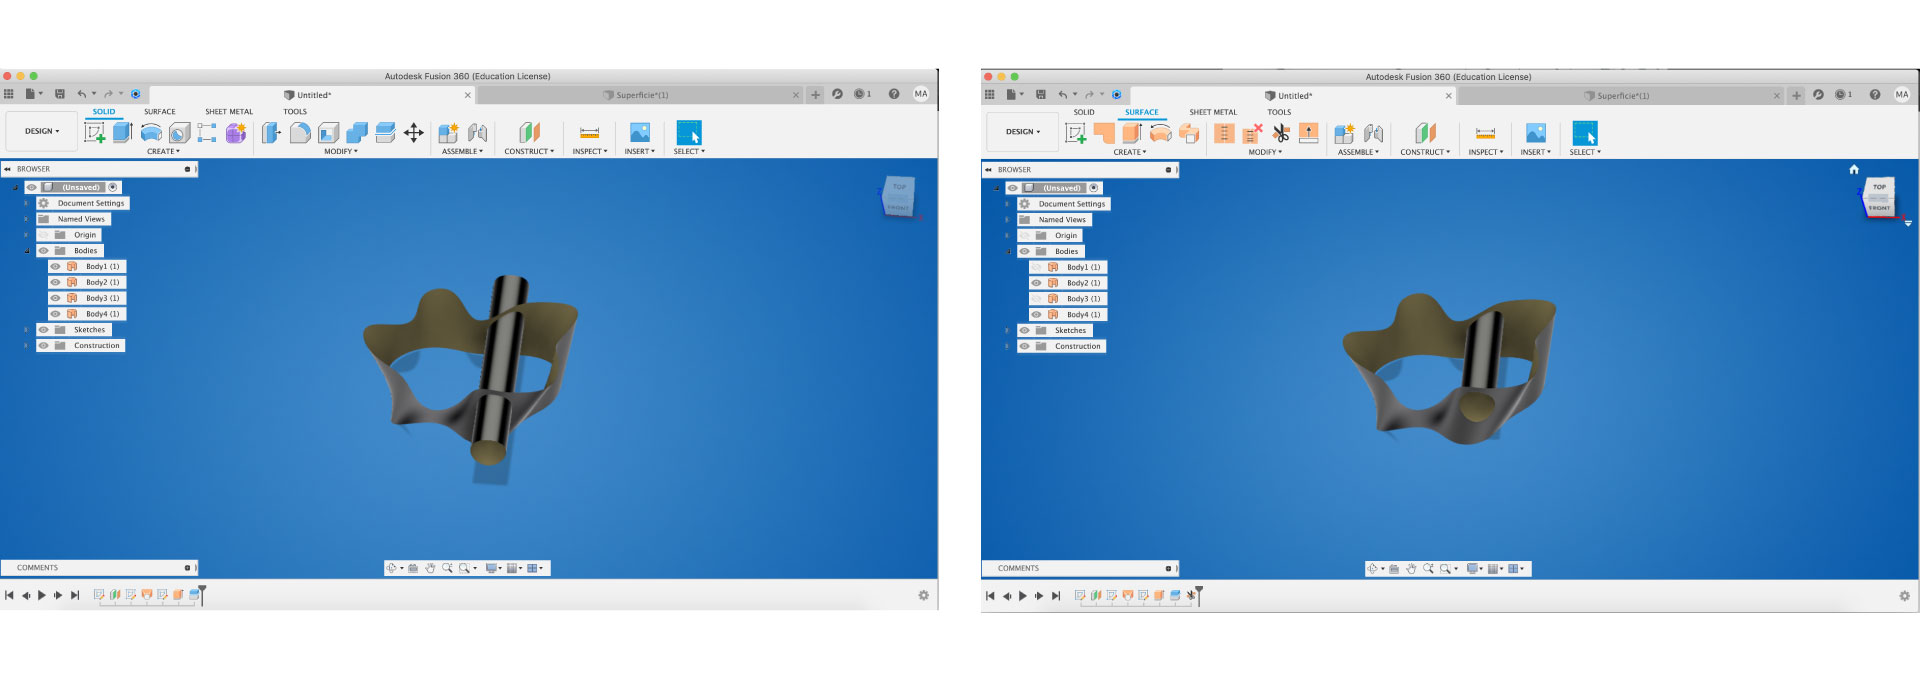 Autodesk Fusion 360 (Education License)
Untitled*
Superficie*(1)
1
MA
SOLID SURFACE SHEET METAL TOOLS
DESIGN
CREATE MODIFY ASSEMBLE CONSTRUCT INSPECT INSERT SELECT
BROWSER
(Unsaved)
Document Settings
Named Views
Origin
Bodies
Body1 (1)
Body2 (1)
Body3 (1)
Body4 (1)
Sketches
Construction
TOP
FRONT
Z
COMMENTS
Autodesk Fusion 360 (Education License)
Untitled*
Superficie*(1)
1
MA
SOLID SURFACE SHEET METAL TOOLS
DESIGN
CREATE MODIFY ASSEMBLE CONSTRUCT INSPECT INSERT SELECT
BROWSER
(Unsaved)
Document Settings
Named Views
Origin
Bodies
Body1 (1)
Body2 (1)
Body3 (1)
Body4 (1)
Sketches
Construction
TOP
FRONT
Z
COMMENTS